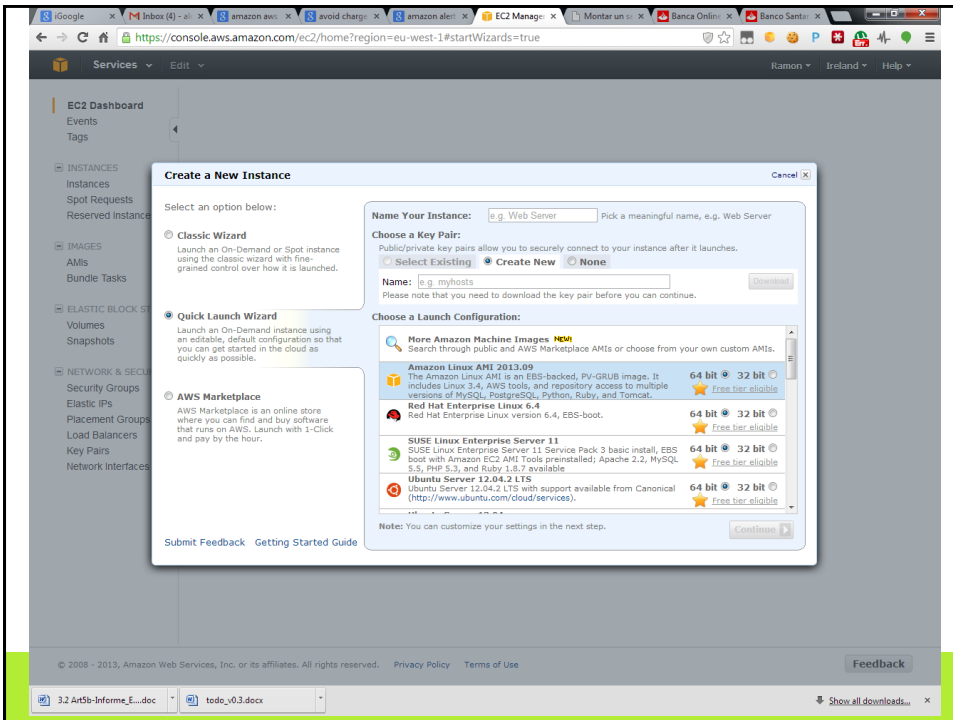 iGoogle
Inbox (4) - al
amazon aws
avoid charge
amazon alert
EC2 Manager
Montar un se
Banca Online
Banco Santan
https://console.aws.amazon.com/ec2/home?region=eu-west-1#startWizards=true
Err.
Services
Edit
Ramon
Ireland
Help
EC2 Dashboard
Events
Tags
INSTANCES
Instances
Spot Requests
Reserved Instance
IMAGES
AMIs
Bundle Tasks
ELASTIC BLOCK ST
Volumes
Snapshots
NETWORK & SECU
Security Groups
Elastic IPs
Placement Groups
Load Balancers
Key Pairs
Network Interfaces
Create a New Instance
Cancel
Select an option below:
Classic Wizard
Launch an On-Demand or Spot instance
using the classic wizard with fine-
grained control over how it is launched.
Quick Launch Wizard
Launch an On-Demand instance using
an editable, default configuration so that
you can get started in the cloud as
quickly as possible.
AWS Marketplace
AWS Marketplace is an online store
where you can find and buy software
that runs on AWS. Launch with 1-Click
and pay by the hour.
Submit Feedback Getting Started Guide
Name Your Instance: e.g. Web Server Pick a meaningful name, e.g. Web Server
Choose a Key Pair:
Public/private key pairs allow you to securely connect to your instance after it launches.
Select Existing Create New None
Name: e.g. myhosts Download
Please note that you need to download the key pair before you can continue.
Choose a Launch Configuration:
More Amazon Machine Images NEW!
Search through public and AWS Marketplace AMIs or choose from your own custom AMIs.
Amazon Linux AMI 2013.09
The Amazon Linux AMI is an EBS-backed, PV-GRUB image. It
includes Linux 3.4, AWS tools, and repository access to multiple
versions of MySQL, PostgreSQL, Python, Ruby, and Tomcat.
64 bit 32 bit
Free tier eligible
Red Hat Enterprise Linux 6.4
Red Hat Enterprise Linux version 6.4, EBS-boot.
64 bit 32 bit
Free tier eligible
SUSE Linux Enterprise Server 11
SUSE Linux Enterprise Server 11 Service Pack 3 basic install, EBS
boot with Amazon EC2 AMI Tools preinstalled; Apache 2.2, MySQL
5.5, PHP 5.3, and Ruby 1.8.7 available
64 bit 32 bit
Free tier eligible
Ubuntu Server 12.04.2 LTS
Ubuntu Server 12.04.2 LTS with support available from Canonical
(http://www.ubuntu.com/cloud/services).
64 bit 32 bit
Free tier eligible
Note: You can customize your settings in the next step.
Continue
© 2008 - 2013, Amazon Web Services, Inc. or its affiliates. All rights reserved. Privacy Policy Terms of Use
Feedback
3.2 Art5b-Informe_E....doc
todo_v0.3.docx
Show all downloads...